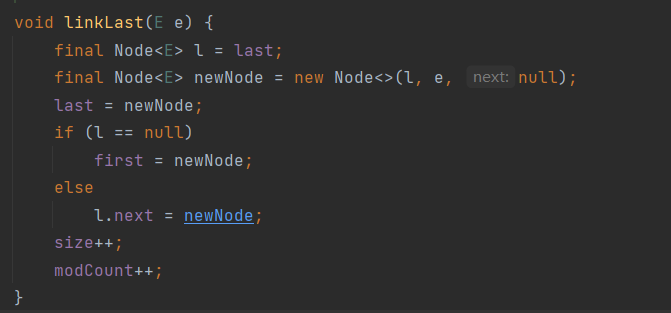 void linkLast(E e) {
    final Node<E> l = last;
    final Node<E> newNode = new Node<>(l, e, next: null);
    last = newNode;
    if (l == null)
        first = newNode;
    else
        l.next = newNode;
    size++;
    modCount++;
}